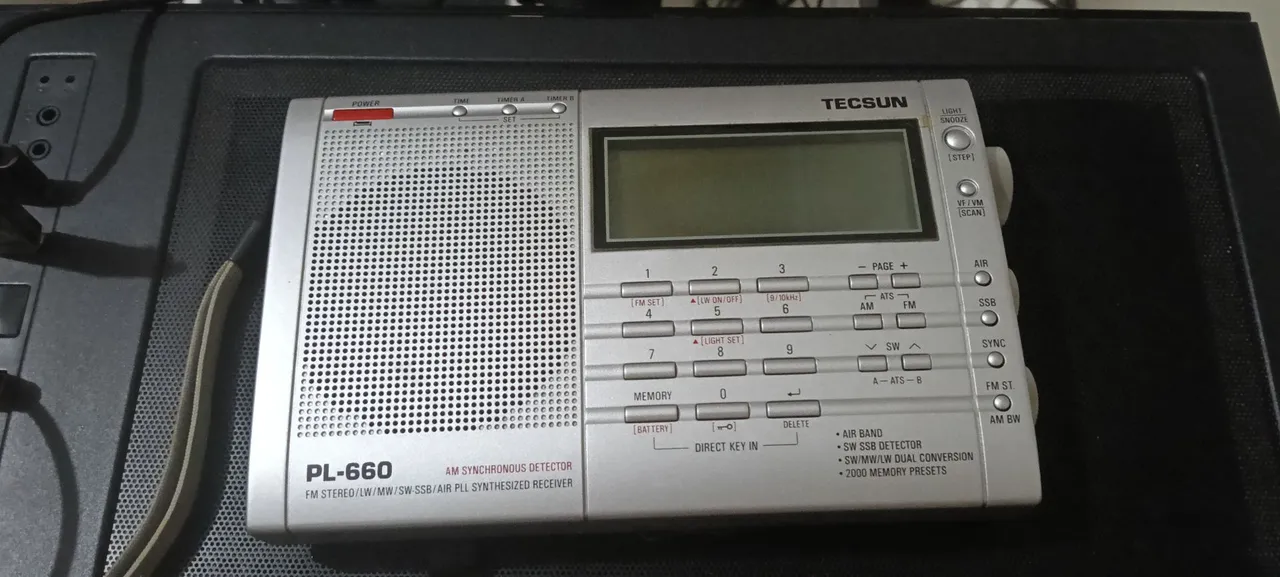 POWER
TIME
TIMER A
TIMER B
SET
TECSUN
LIGHT
SNOOZE
[STEP]
VF / VM
[SCAN]
1 2 3
[FM SET] ▲[LW ON/OFF] [9/10kHz]
− PAGE +
AIR
4 5 6
▲[LIGHT SET]
ATS
AM FM
SSB
7 8 9
SW
A — ATS — B
SYNC
MEMORY 0 ↵
[BATTERY] DELETE
DIRECT KEY IN
FM ST.
AM BW
• AIR BAND
• SW SSB DETECTOR
• SW/MW/LW DUAL CONVERSION
• 2000 MEMORY PRESETS
PL-660
AM SYNCHRONOUS DETECTOR
FM STEREO/LW/MW/SW-SSB/AIR PLL SYNTHESIZED RECEIVER